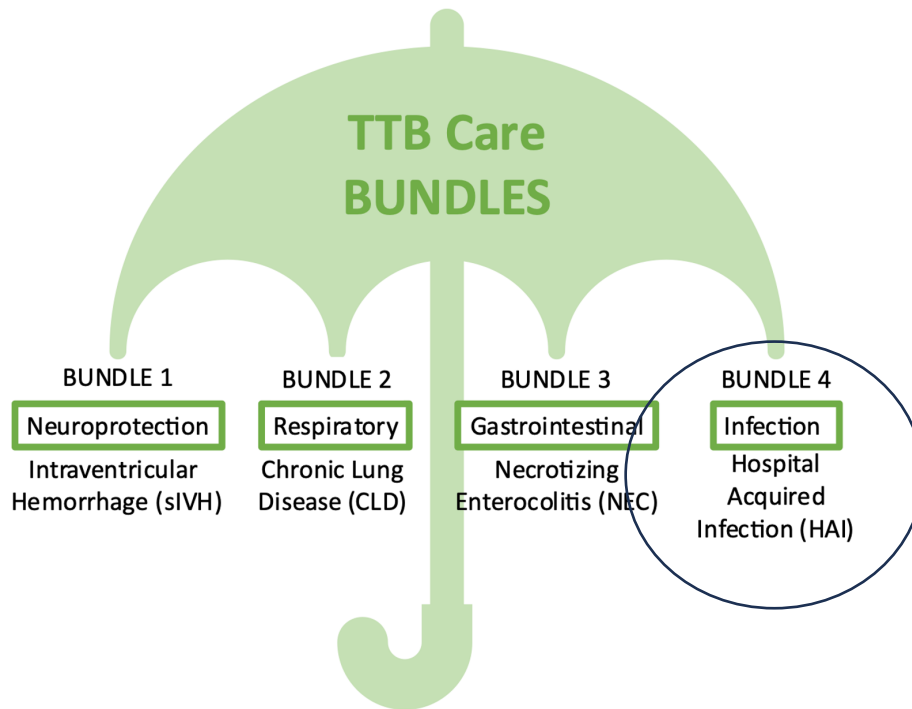 TTB Care
BUNDLES
BUNDLE 1
Neuroprotection
Intraventricular
Hemorrhage (sIVH)
BUNDLE 2
Respiratory
Chronic Lung
Disease (CLD)
BUNDLE 3
Gastrointestinal
Necrotizing
Enterocolitis (NEC)
BUNDLE 4
Infection
Hospital
Acquired
Infection (HAI)